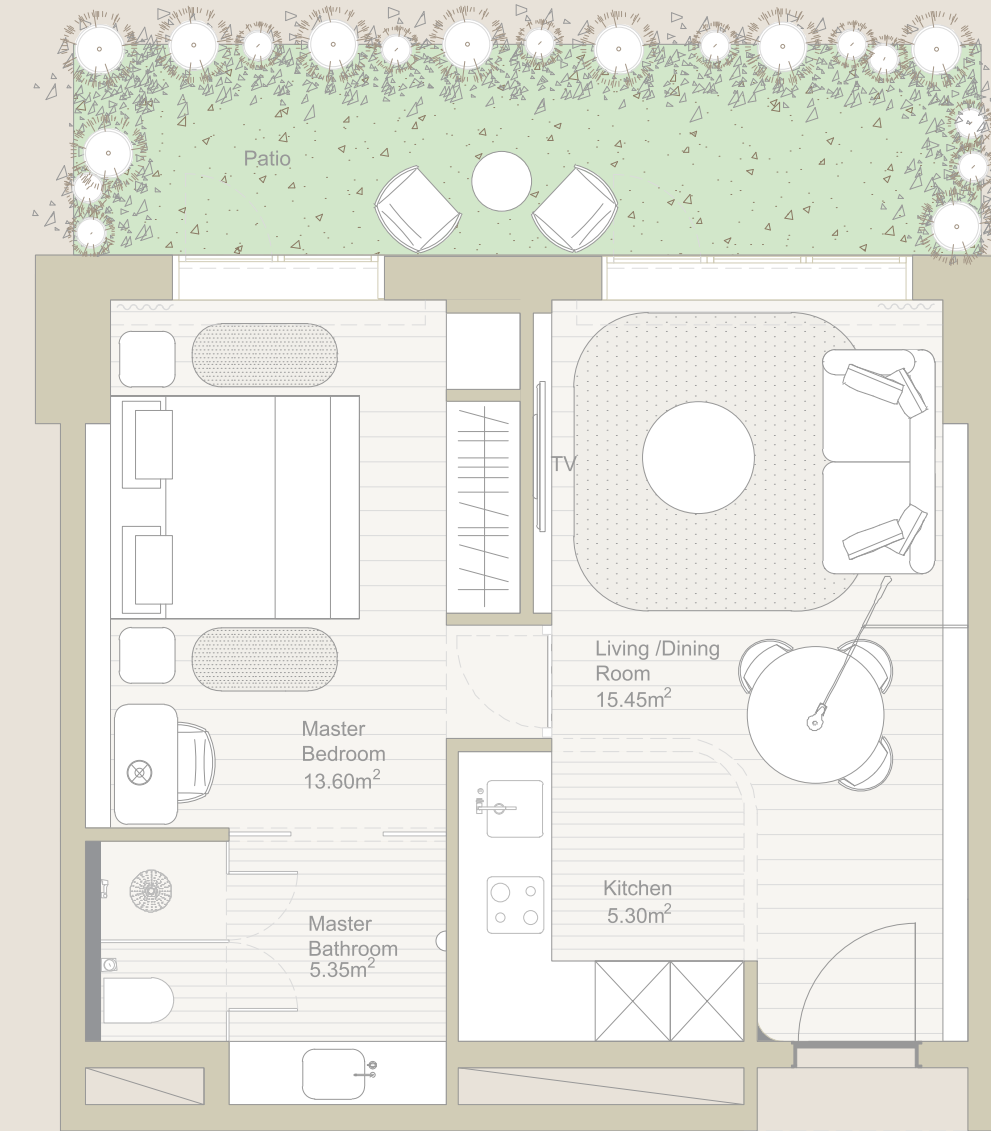 Patio
TV
Living /Dining
Room
15.45m²
Master
Bedroom
13.60m²
Kitchen
5.30m²
Master
Bathroom
5.35m²